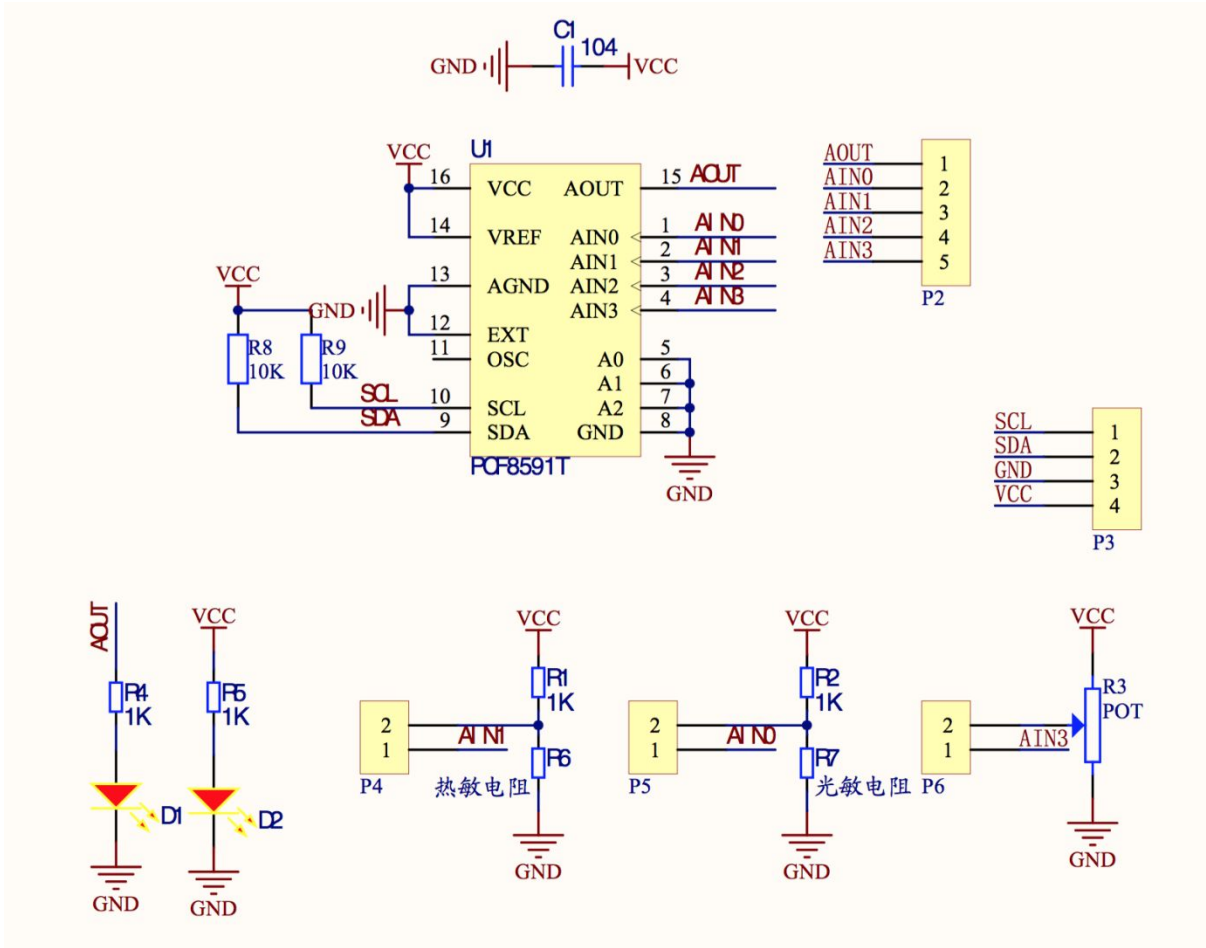 C1
104
GND
VCC
U1
VCC
16
VCC
AOUT
15
AOUT
14
VREF
AIN0
1
AIN0
AIN1
2
AIN1
13
AGND
AIN2
3
AIN2
AIN3
4
AIN3
GND
12
EXT
11
OSC
A0
5
A1
6
10
SCL
A2
7
9
SDA
GND
8
PCF8591T
GND
VCC
R8
10K
R9
10K
SCL
SDA
AOUT
1
AIN0
2
AIN1
3
AIN2
4
AIN3
5
P2
SCL
1
SDA
2
GND
3
VCC
4
P3
AOUT
R4
1K
D1
GND
VCC
R5
1K
D2
GND
VCC
R1
1K
2
1
AIN1
R6
P4
热敏电阻
GND
VCC
R2
1K
2
1
AIN0
R7
P5
光敏电阻
GND
VCC
R3
POT
2
1
AIN3
P6
GND